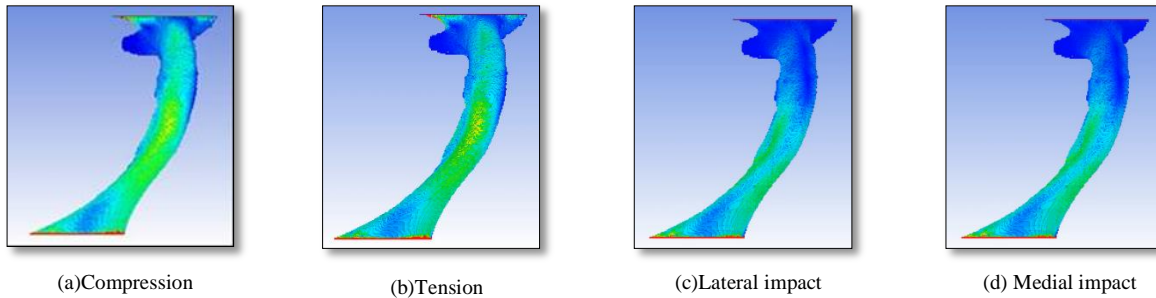 (a)Compression
(b)Tension
(c)Lateral impact
(d) Medial impact